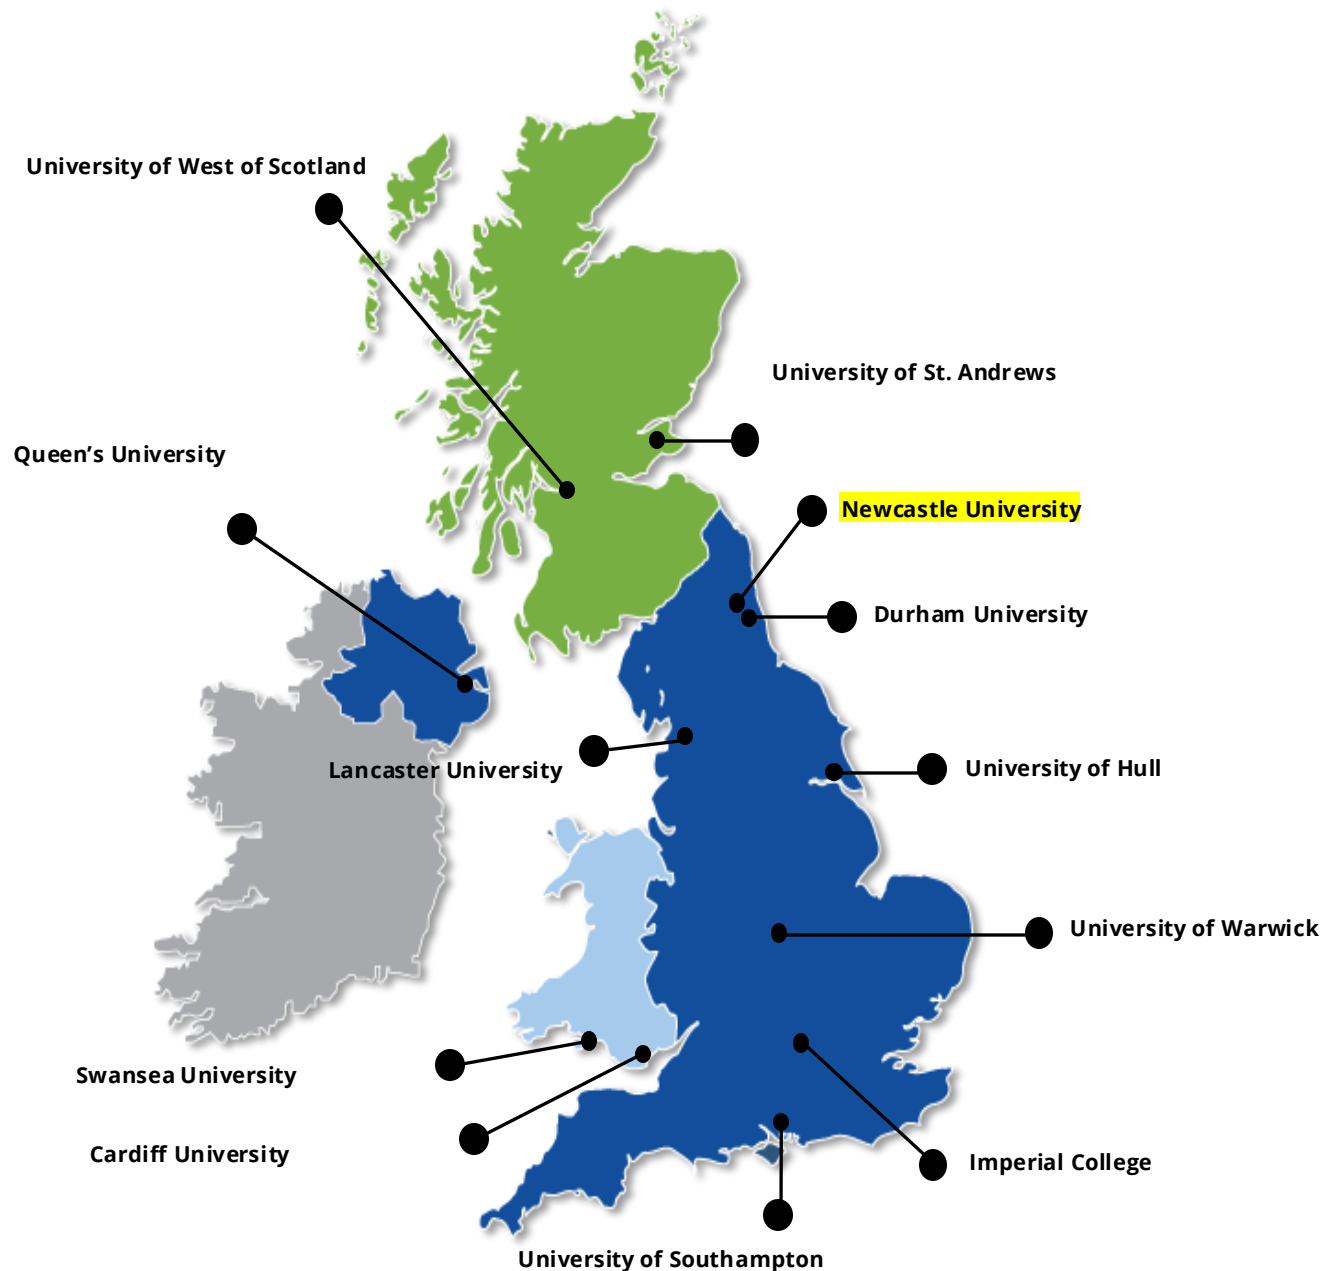 University of West of Scotland
University of St. Andrews
Queen’s University
Newcastle University
Durham University
Lancaster University
University of Hull
University of Warwick
Swansea University
Cardiff University
Imperial College
University of Southampton